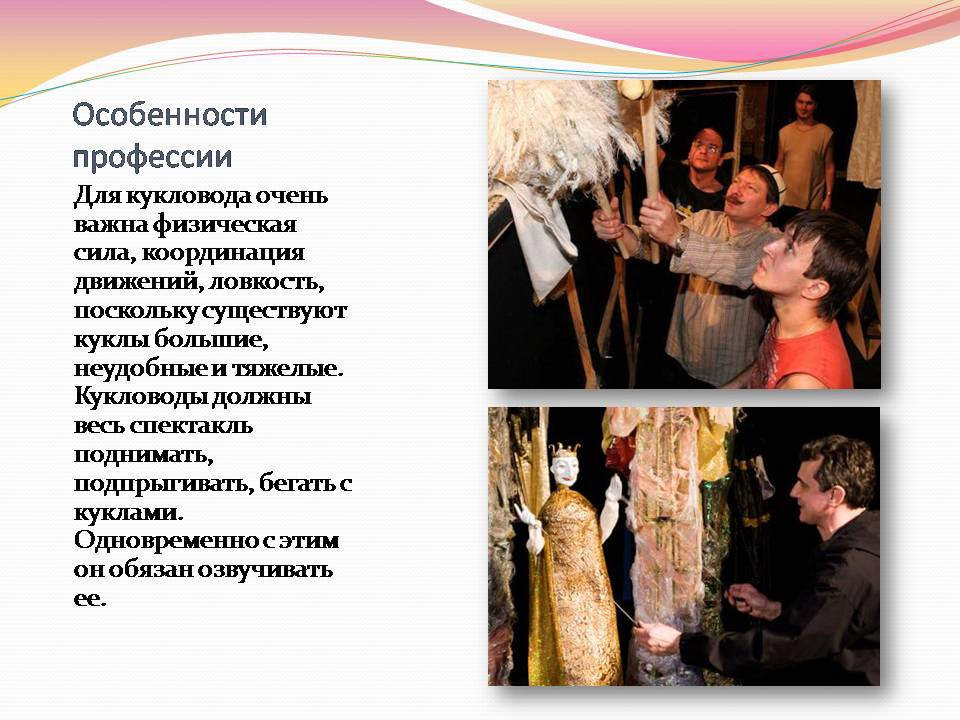 Особенности
профессии
Для кукловода очень
важна физическая
сила, координация
движений, ловкость,
поскольку существуют
куклы большие,
неудобные и тяжелые.
Кукловоды должны
весь спектакль
поднимать,
подпрыгивать, бегать с
куклами.
Одновременно с этим
он обязан озвучивать
ее.